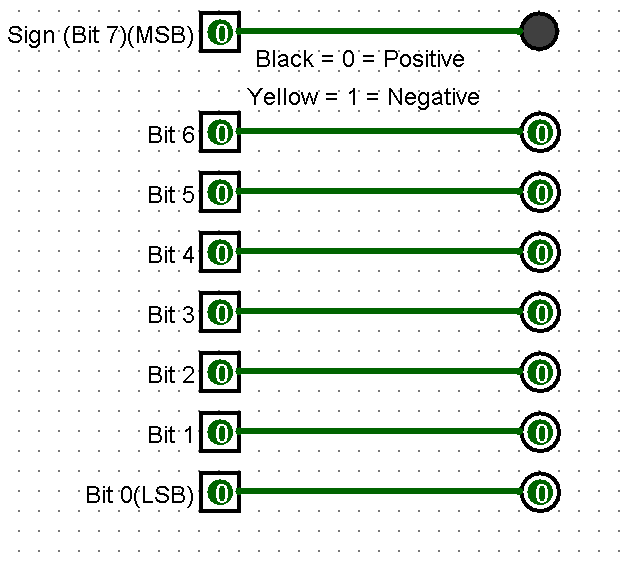 Sign (Bit 7)(MSB) 0
Black = 0 = Positive
Yellow = 1 = Negative
Bit 6 0 0
Bit 5 0 0
Bit 4 0 0
Bit 3 0 0
Bit 2 0 0
Bit 1 0 0
Bit 0(LSB) 0 0